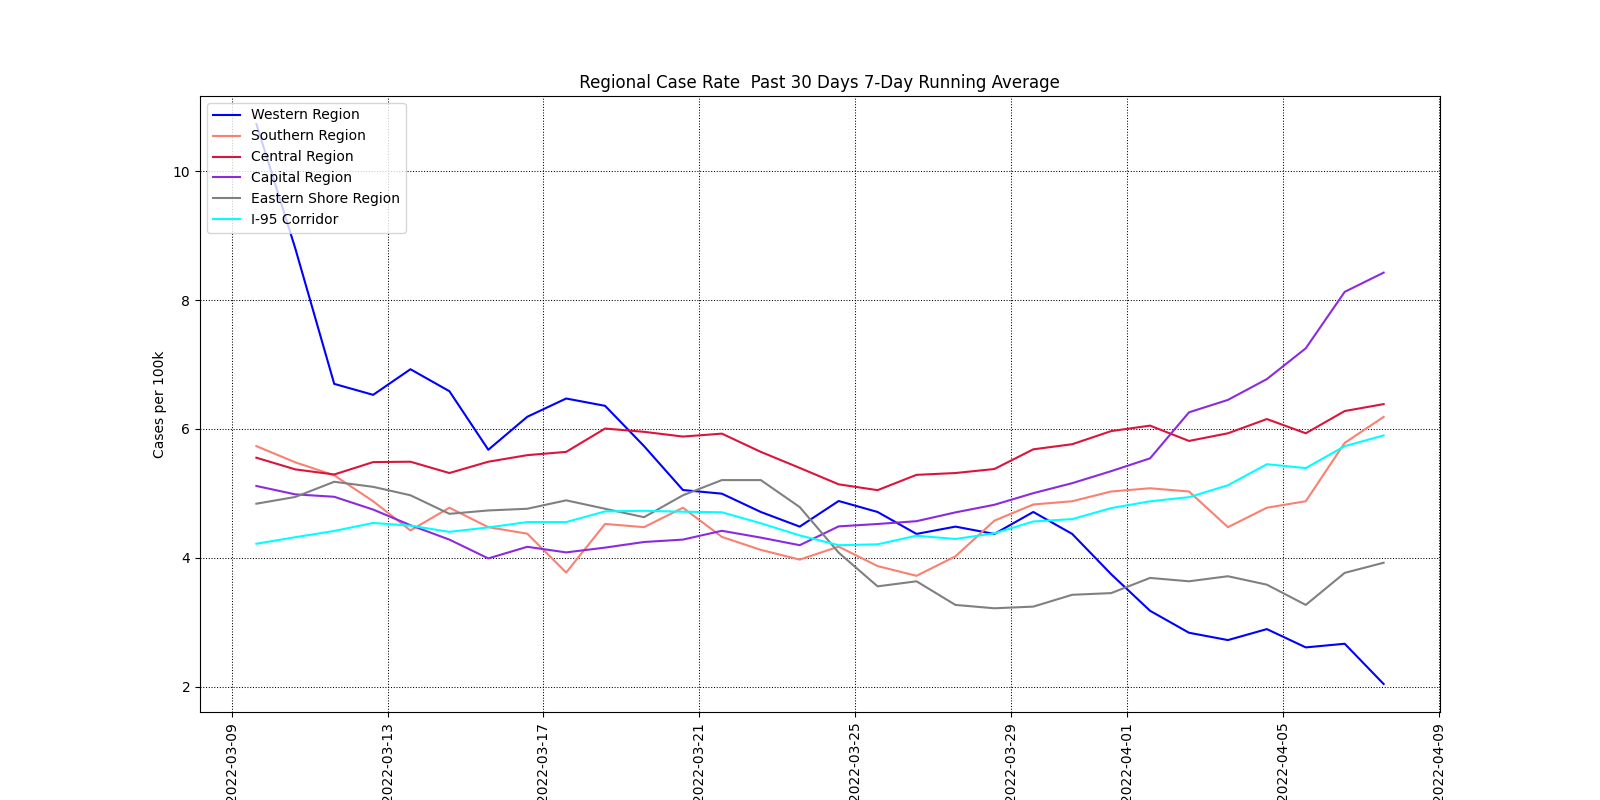 Regional Case Rate  Past 30 Days 7-Day Running Average
Western Region
Southern Region
Central Region
Capital Region
Eastern Shore Region
I-95 Corridor
Cases per 100k
10
8
6
4
2
2022-03-09
2022-03-13
2022-03-17
2022-03-21
2022-03-25
2022-03-29
2022-04-01
2022-04-05
2022-04-09